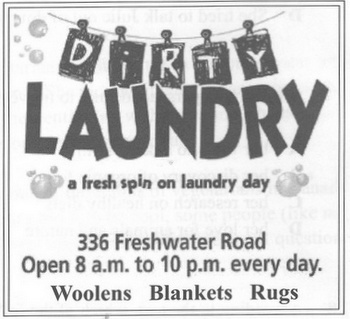 DiRTY
LAUNDRY
a fresh spin on laundry day
336 Freshwater Road
Open 8 a.m. to 10 p.m. every day.
Woolens Blankets Rugs